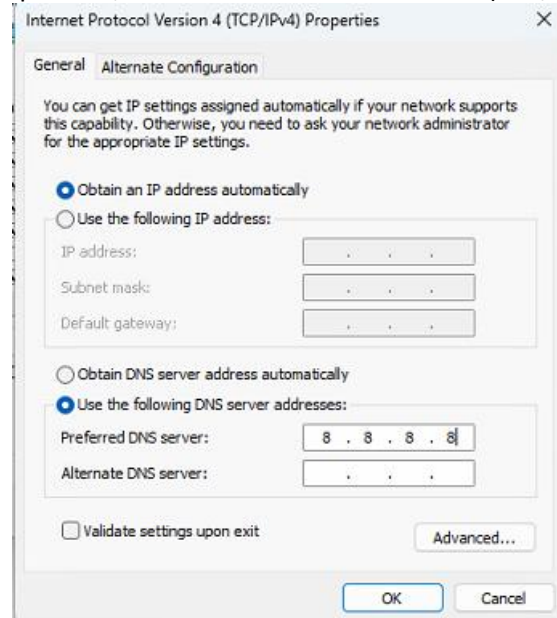 Internet Protocol Version 4 (TCP/IPv4) Properties
General Alternate Configuration
You can get IP settings assigned automatically if your network supports
this capability. Otherwise, you need to ask your network administrator
for the appropriate IP settings.
Obtain an IP address automatically
Use the following IP address:
IP address: . . .
Subnet mask: . . .
Default gateway: . . .
Obtain DNS server address automatically
Use the following DNS server addresses:
Preferred DNS server: 8 . 8 . 8 . 8
Alternate DNS server: . . .
Validate settings upon exit
Advanced...
OK Cancel